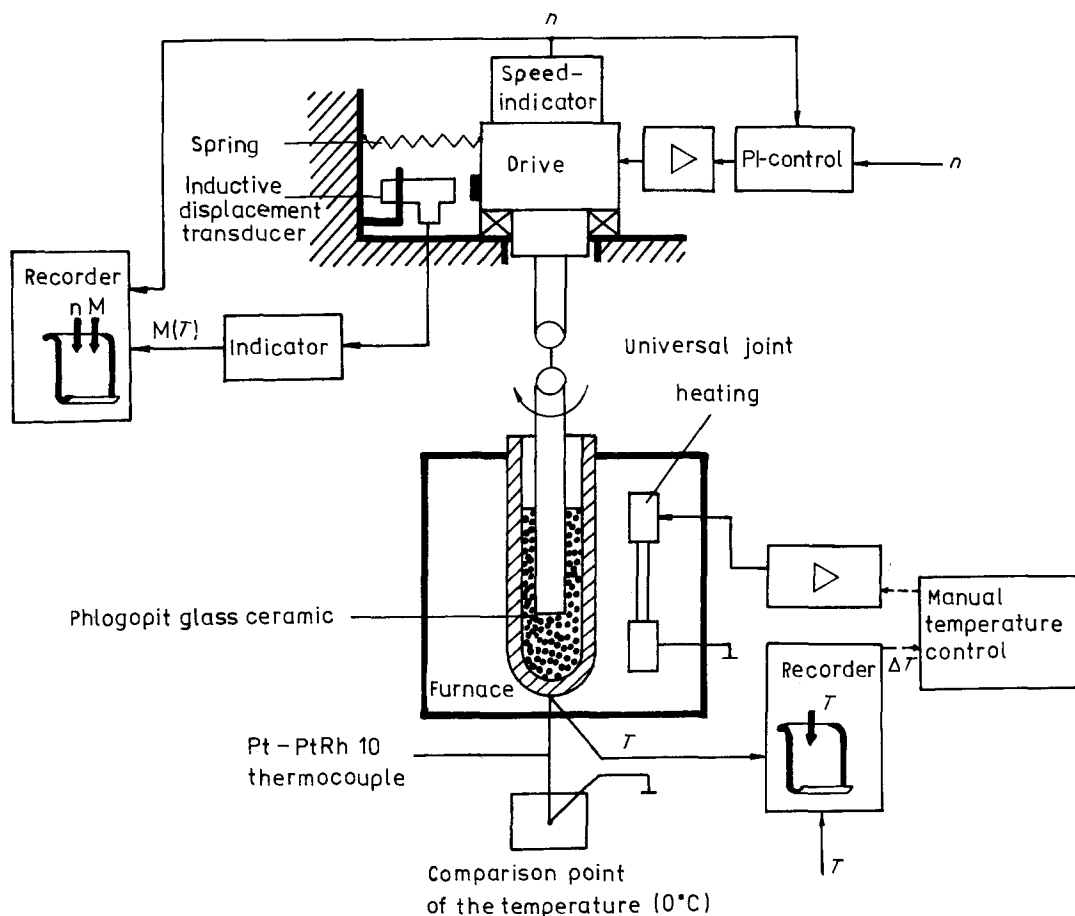 n
Speed-
indicator
Spring
Drive
PI-control
n
Inductive
displacement
transducer
Recorder
n M
M(T)
Indicator
Universal joint
heating
Phlogopit glass ceramic
Manual
temperature
control
ΔT
Recorder
T
Furnace
Pt-PtRh 10
thermocouple
T
T
Comparison point
of the temperature (0°C)